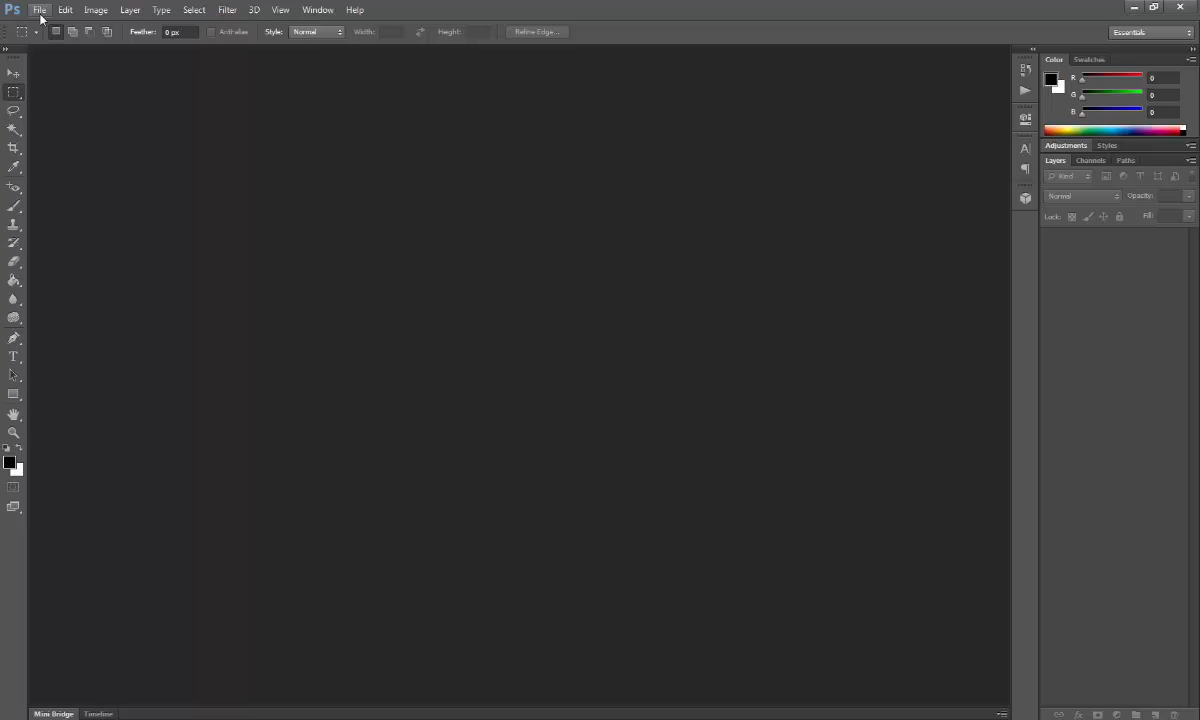 Ps File Edit Image Layer Type Select Filter 3D View Window Help
Feather: 0 px Anti-alias Style: Normal Width: Height: Refine Edge... Essentials
Color Swatches
R 0
G 0
B 0
Adjustments Styles
Layers Channels Paths
Kind
Normal Opacity:
Lock: Fill:
Mini Bridge Timeline